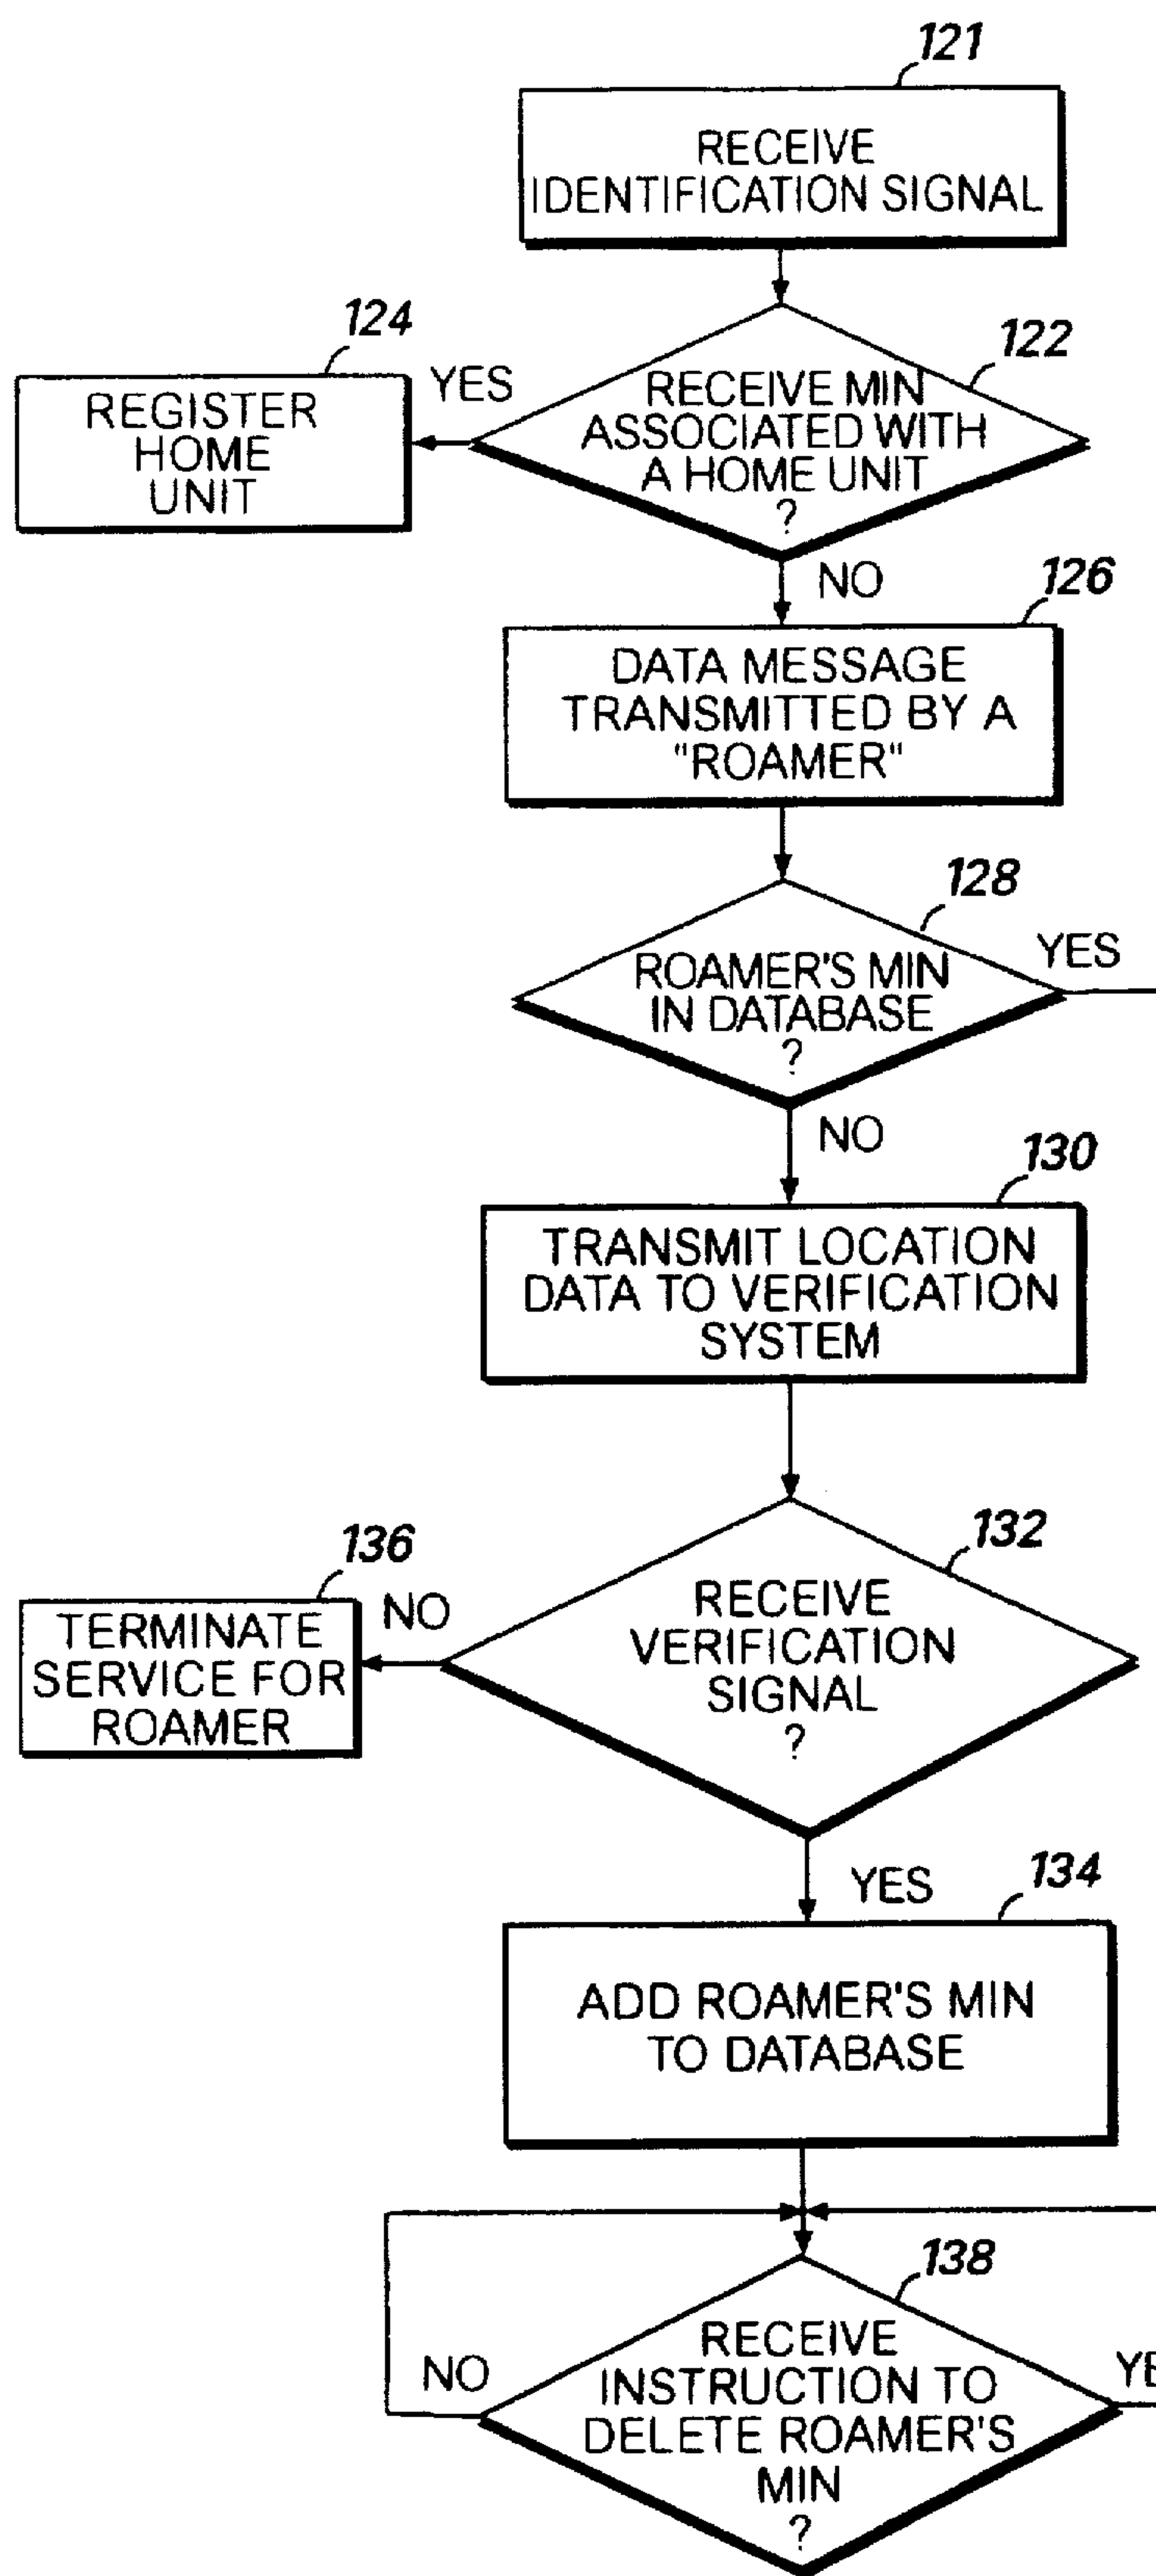 121
RECEIVE
IDENTIFICATION SIGNAL
124
REGISTER
HOME
UNIT
YES
122
RECEIVE MIN
ASSOCIATED WITH
A HOME UNIT
?
NO
126
DATA MESSAGE
TRANSMITTED BY A
"ROAMER"
128
ROAMER'S MIN
IN DATABASE
?
YES
NO
130
TRANSMIT LOCATION
DATA TO VERIFICATION
SYSTEM
132
RECEIVE
VERIFICATION
SIGNAL
?
136
TERMINATE
SERVICE FOR
ROAMER
NO
YES
134
ADD ROAMER'S MIN
TO DATABASE
138
RECEIVE
INSTRUCTION TO
DELETE ROAMER'S
MIN
?
NO